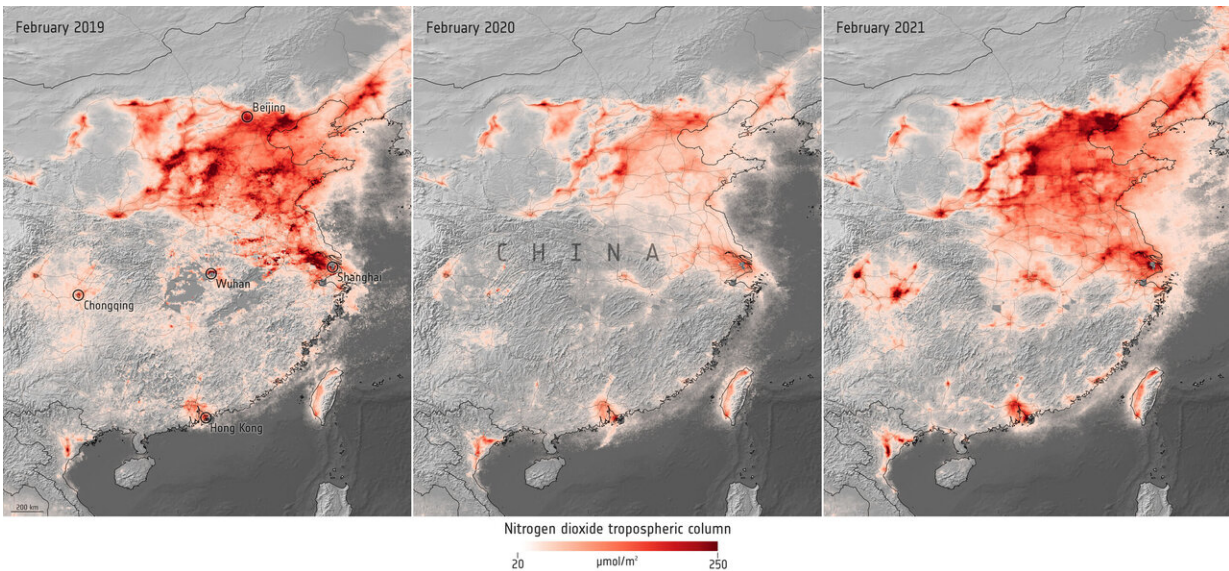 February 2019
February 2020
February 2021
Beijing
CHINA
Shanghai
Wuhan
Chongqing
Hong Kong
200 km
Nitrogen dioxide tropospheric column
20
µmol/m²
250